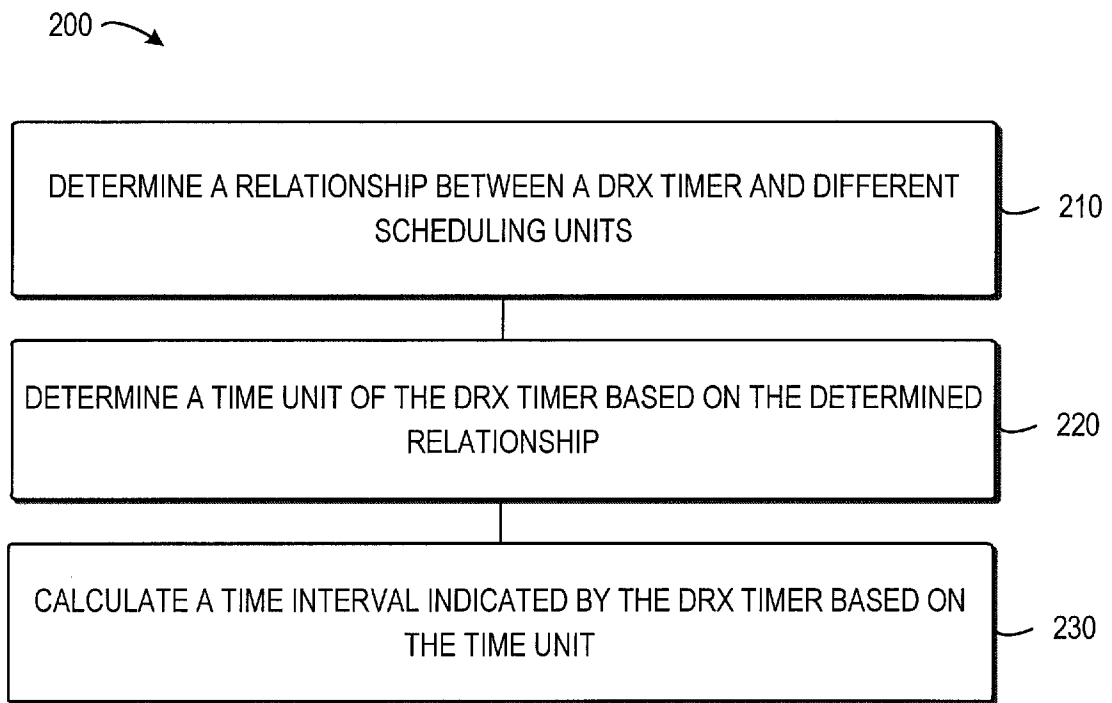 200
DETERMINE A RELATIONSHIP BETWEEN A DRX TIMER AND DIFFERENT
SCHEDULING UNITS
210
DETERMINE A TIME UNIT OF THE DRX TIMER BASED ON THE DETERMINED
RELATIONSHIP
220
CALCULATE A TIME INTERVAL INDICATED BY THE DRX TIMER BASED ON
THE TIME UNIT
230